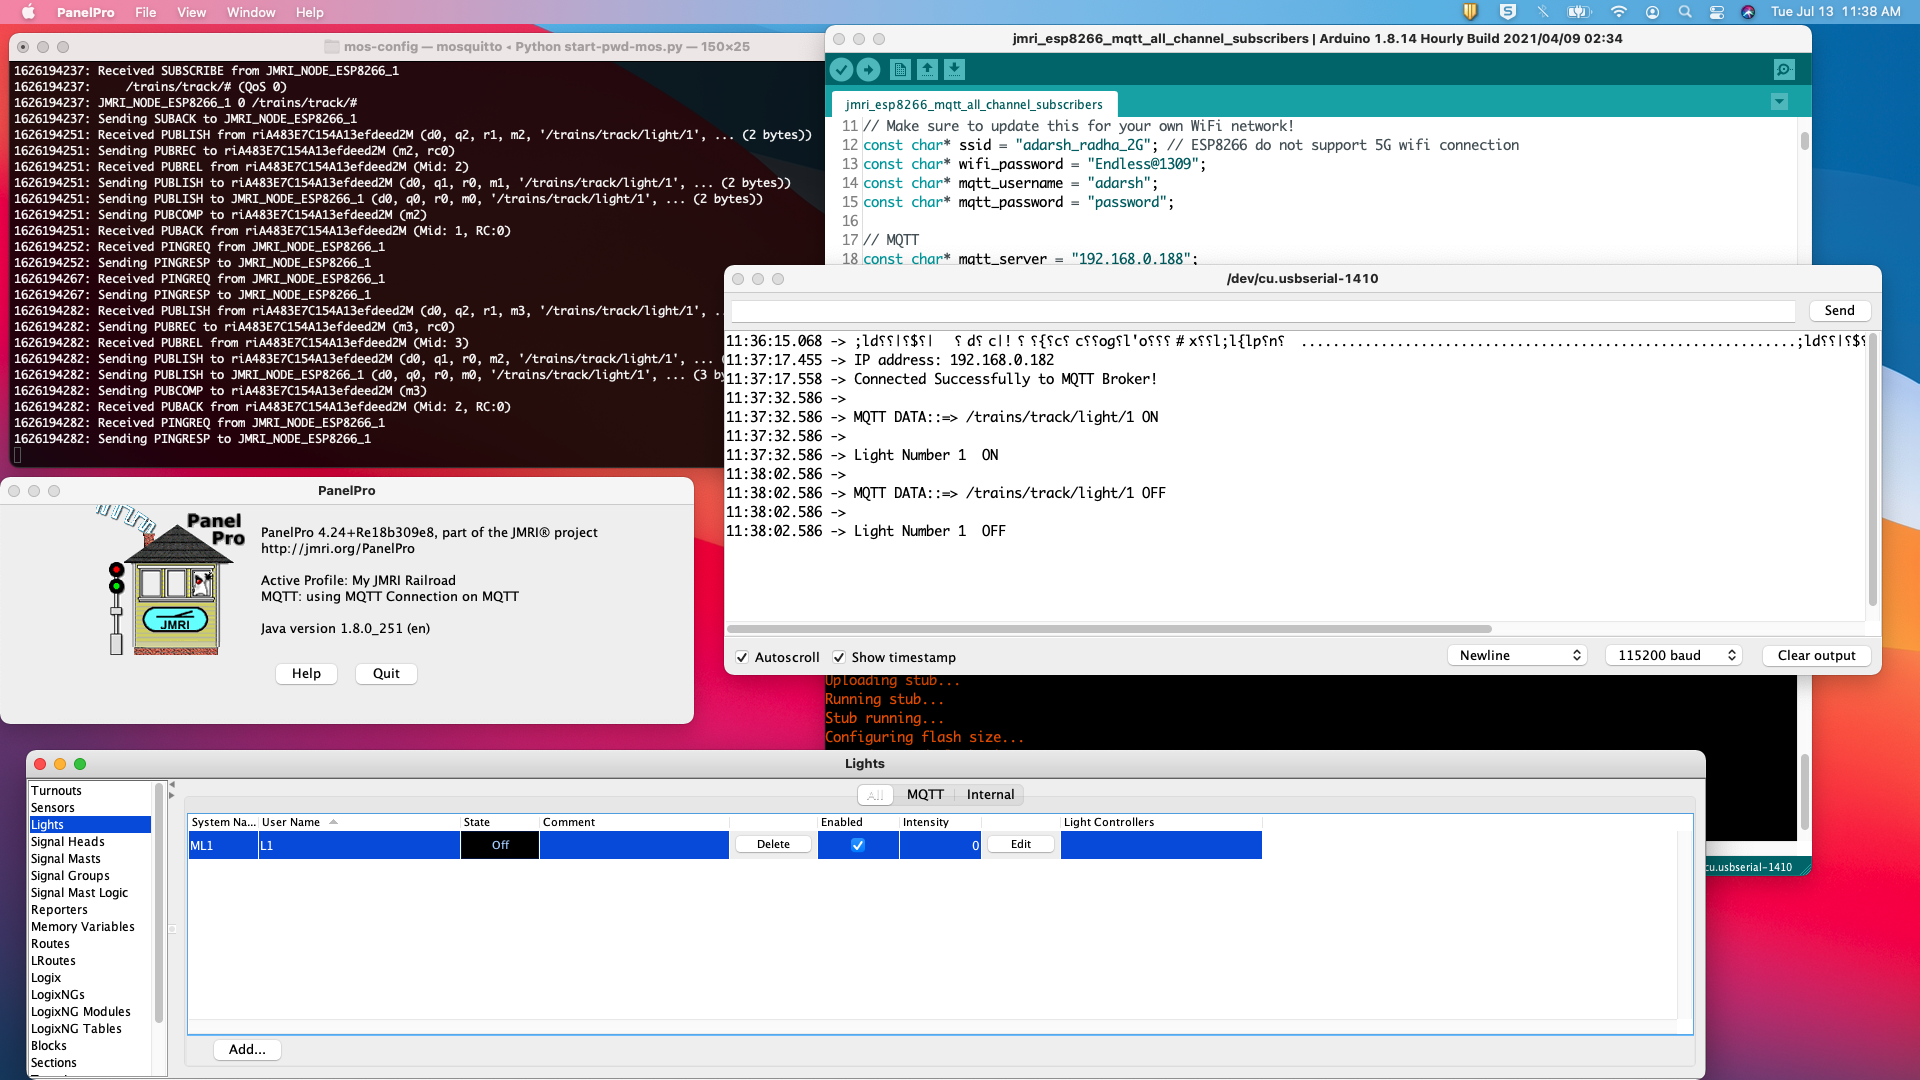 PanelPro File View Window Help
Tue Jul 13 11:38 AM
mos-config — mosquitto ◂ Python start-pwd-mos.py — 150×25
1626194237: Received SUBSCRIBE from JMRI_NODE_ESP8266_1
1626194237: /trains/track/# (QoS 0)
1626194237: JMRI_NODE_ESP8266_1 0 /trains/track/#
1626194237: Sending SUBACK to JMRI_NODE_ESP8266_1
1626194251: Received PUBLISH from riA483E7C154A13efdeed2M (d0, q2, r1, m2, '/trains/track/light/1', ... (2 bytes))
1626194251: Sending PUBREC to riA483E7C154A13efdeed2M (m2, rc0)
1626194251: Received PUBREL from riA483E7C154A13efdeed2M (Mid: 2)
1626194251: Sending PUBLISH to riA483E7C154A13efdeed2M (d0, q1, r0, m1, '/trains/track/light/1', ... (2 bytes))
1626194251: Sending PUBLISH to JMRI_NODE_ESP8266_1 (d0, q0, r0, m0, '/trains/track/light/1', ... (2 bytes))
1626194251: Sending PUBCOMP to riA483E7C154A13efdeed2M (m2)
1626194251: Received PUBACK from riA483E7C154A13efdeed2M (Mid: 1, RC:0)
1626194252: Received PINGREQ from JMRI_NODE_ESP8266_1
1626194252: Sending PINGRESP to JMRI_NODE_ESP8266_1
1626194267: Received PINGREQ from JMRI_NODE_ESP8266_1
1626194267: Sending PINGRESP to JMRI_NODE_ESP8266_1
1626194282: Received PUBLISH from riA483E7C154A13efdeed2M (d0, q2, r1, m3, '/trains/track/light/1', ..
1626194282: Sending PUBREC to riA483E7C154A13efdeed2M (m3, rc0)
1626194282: Received PUBREL from riA483E7C154A13efdeed2M (Mid: 3)
1626194282: Sending PUBLISH to riA483E7C154A13efdeed2M (d0, q1, r0, m2, '/trains/track/light/1', ...
1626194282: Sending PUBLISH to JMRI_NODE_ESP8266_1 (d0, q0, r0, m0, '/trains/track/light/1', ... (3 by
1626194282: Sending PUBCOMP to riA483E7C154A13efdeed2M (m3)
1626194282: Received PUBACK from riA483E7C154A13efdeed2M (Mid: 2, RC:0)
1626194282: Received PINGREQ from JMRI_NODE_ESP8266_1
1626194282: Sending PINGRESP to JMRI_NODE_ESP8266_1
jmri_esp8266_mqtt_all_channel_subscribers | Arduino 1.8.14 Hourly Build 2021/04/09 02:34
jmri_esp8266_mqtt_all_channel_subscribers
11 // Make sure to update this for your own WiFi network!
12 const char* ssid = "adarsh_radha_2G"; // ESP8266 do not support 5G wifi connection
13 const char* wifi_password = "Endless@1309";
14 const char* mqtt_username = "adarsh";
15 const char* mqtt_password = "password";
16
17 // MQTT
18 const char* mqtt_server = "192.168.0.188";
/dev/cu.usbserial-1410
Send
11:36:15.068 ->
11:37:17.455 -> IP address: 192.168.0.182
11:37:17.558 -> Connected Successfully to MQTT Broker!
11:37:32.586 ->
11:37:32.586 -> MQTT DATA::=> /trains/track/light/1 ON
11:37:32.586 ->
11:37:32.586 -> Light Number 1 ON
11:38:02.586 ->
11:38:02.586 -> MQTT DATA::=> /trains/track/light/1 OFF
11:38:02.586 ->
11:38:02.586 -> Light Number 1 OFF
Autoscroll Show timestamp Newline 115200 baud Clear output
Uploading stub...
Running stub...
Stub running...
Configuring flash size...
cu.usbserial-1410
PanelPro
Panel
Pro
JMRI
PanelPro 4.24+Re18b309e8, part of the JMRI® project
http://jmri.org/PanelPro
Active Profile: My JMRI Railroad
MQTT: using MQTT Connection on MQTT
Java version 1.8.0_251 (en)
Help Quit
Lights
Turnouts
Sensors
Lights
Signal Heads
Signal Masts
Signal Groups
Signal Mast Logic
Reporters
Memory Variables
Routes
LRoutes
Logix
LogixNGs
LogixNG Modules
LogixNG Tables
Blocks
Sections
All MQTT Internal
System Na... User Name State Comment Enabled Intensity Light Controllers
ML1 L1 Off Delete 0 Edit
Add...